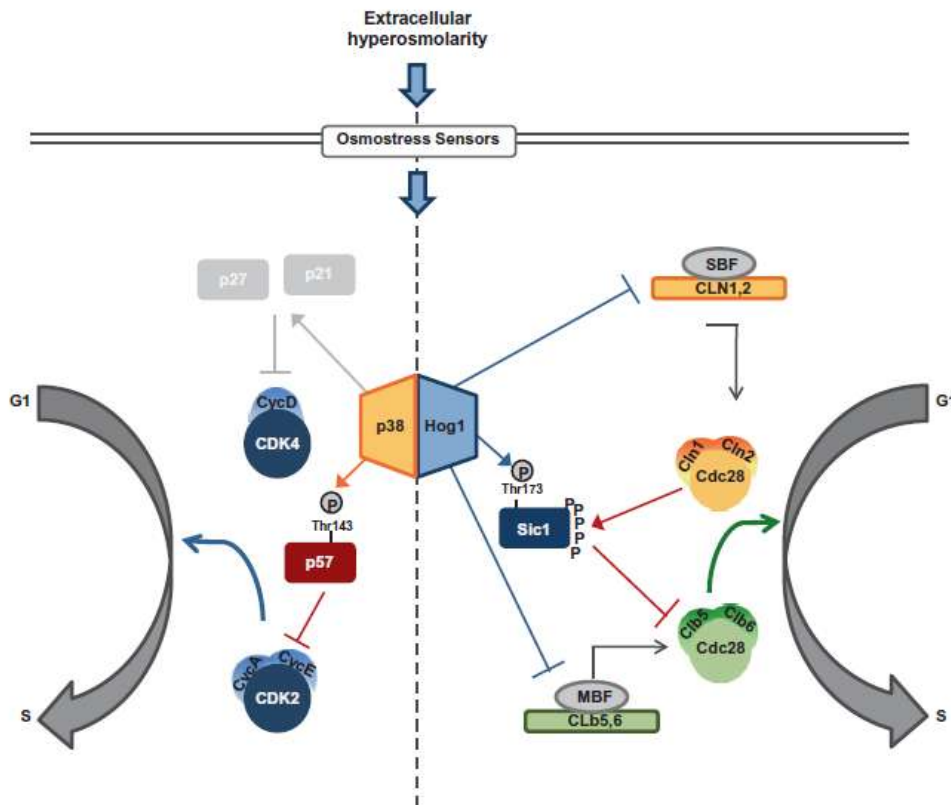 Extracellular
hyperosmolarity
Osmostress Sensors
p27
p21
SBF
CLN1,2
G1
G1
CycD
CDK4
p38
Hog1
Cln1
Cln2
Cdc28
P
Thr173
P
P
P
P
P
Sic1
P
Thr143
p57
Clb5
Clb6
Cdc28
CycA
CycE
CDK2
MBF
CLb5,6
S
S